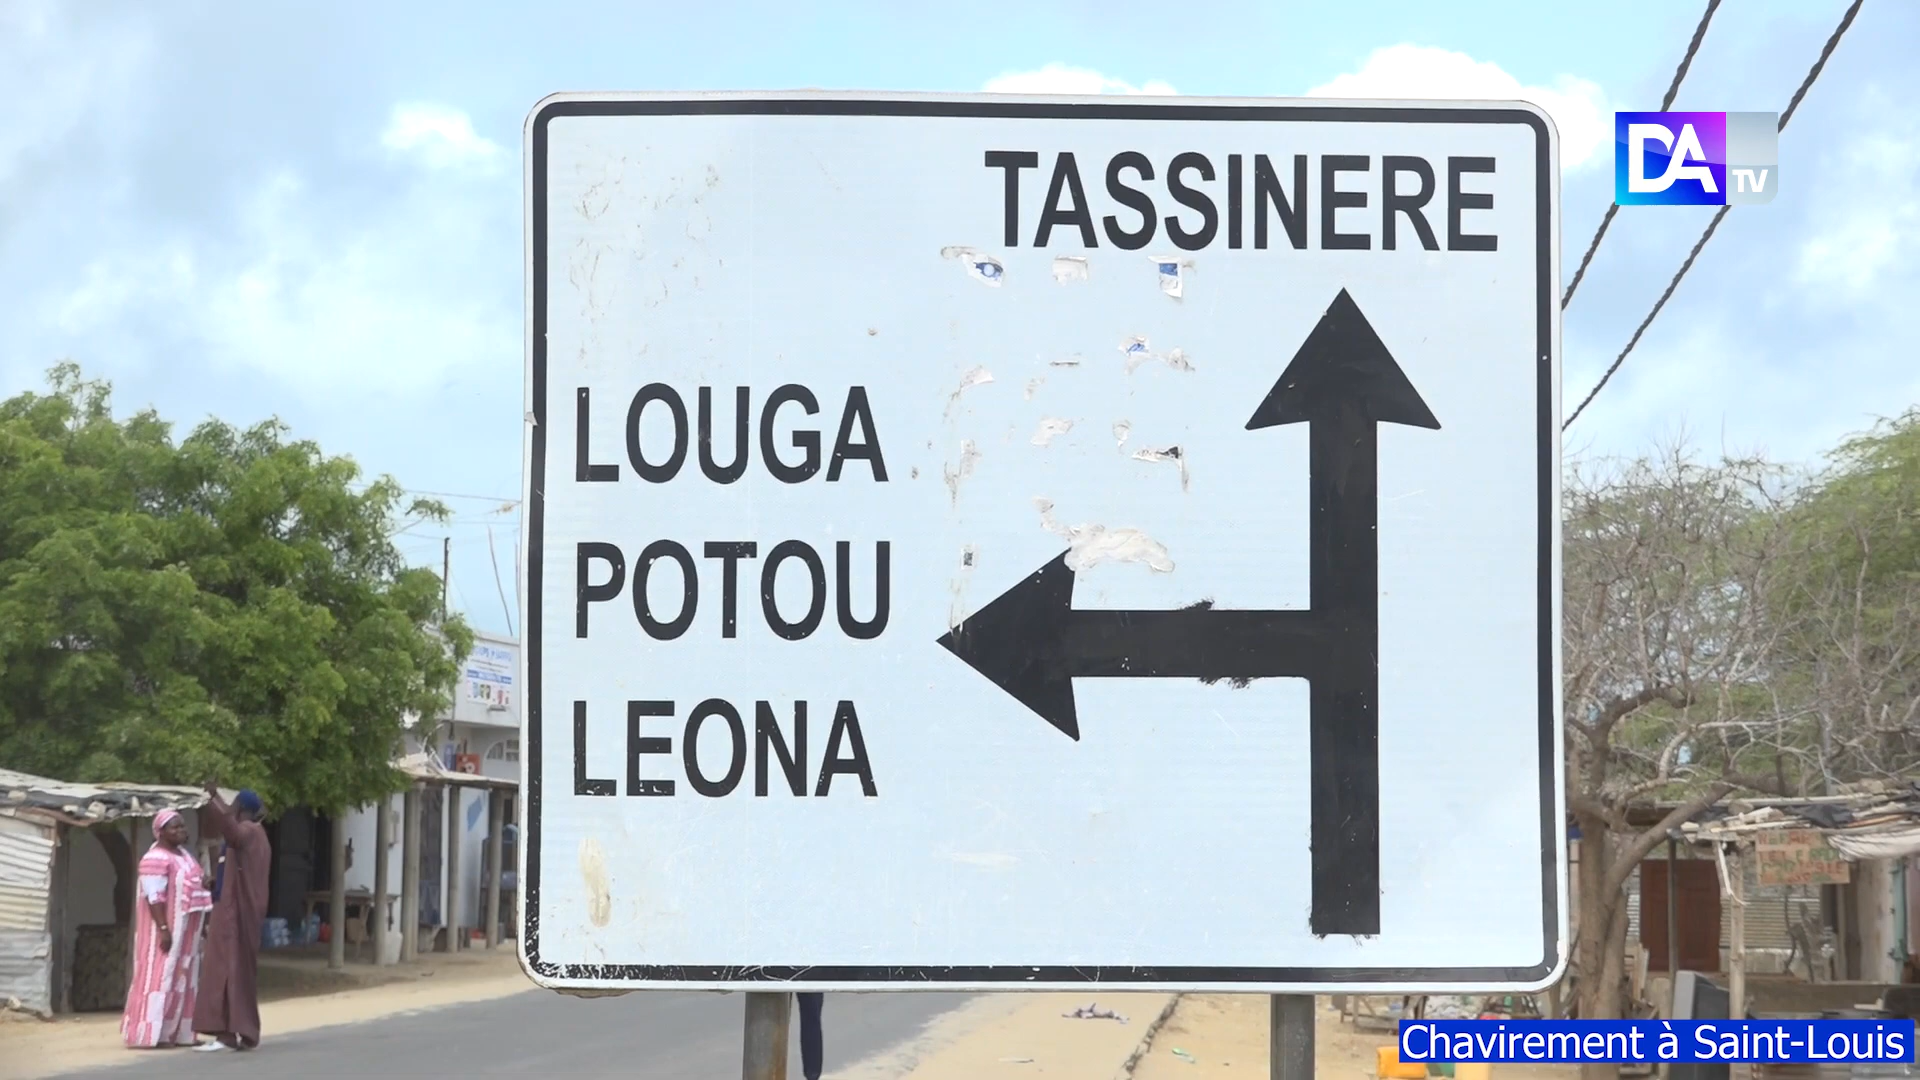 TASSINERE
LOUGA
POTOU
LEONA
DA TV
Chavirement à Saint-Louis